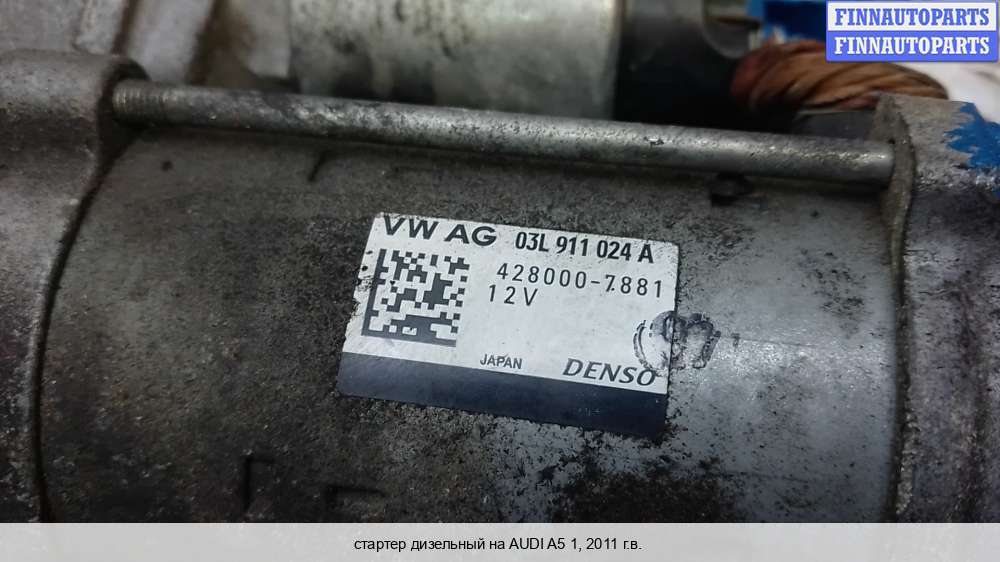 FINNAUTOPARTS
FINNAUTOPARTS
VW AG 03L 911 024 A
428000-7881
12V
JAPAN DENSO
стартер дизельный на AUDI A5 1, 2011 г.в.